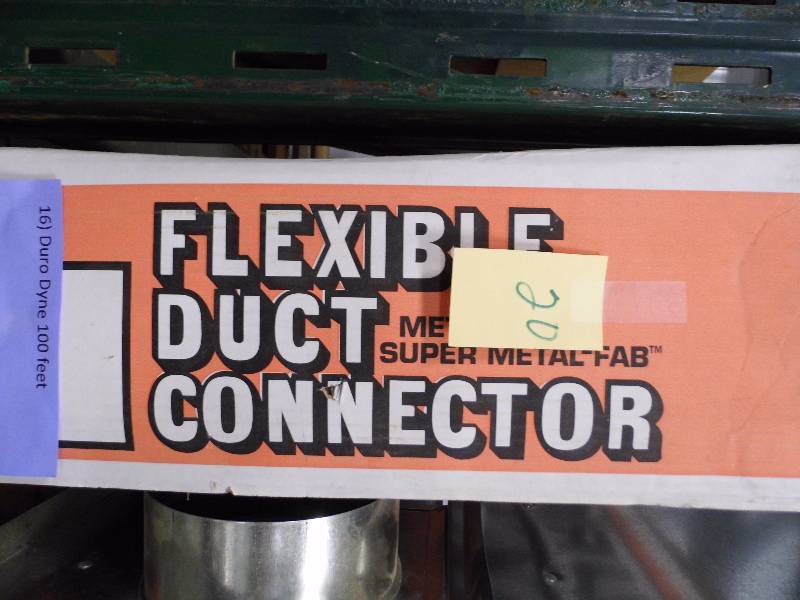 16) Duro Dyne 100 feet
FLEXIBLE
DUCT
CONNECTOR
SUPER METAL-FAB™
20